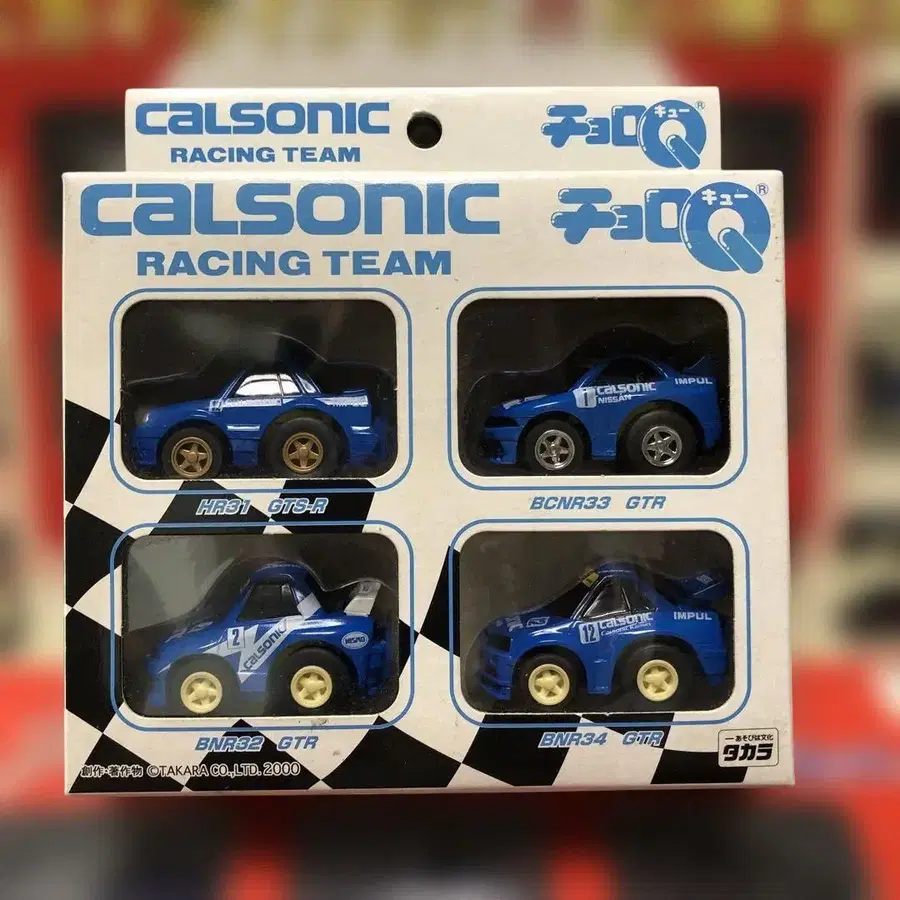 CALSONIC チョロQ キュー ®
RACING TEAM
CALSONIC チョロQ キュー ®
RACING TEAM
1 CALSONIC NISSAN IMPUL
HR31 GTS-R
BCNR33 GTR
2 CALSONIC NISMO
12 CALSONIC IMPUL
BNR32 GTR
BNR34 GTR
あそびは文化
タカラ
創作・著作物 ©TAKARA CO.,LTD. 2000